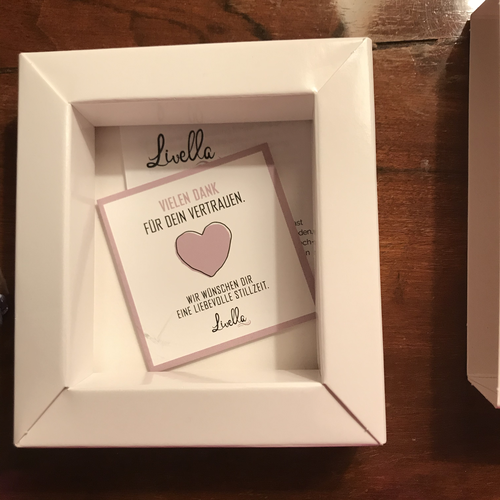 Livella
VIELEN DANK
FÜR DEIN VERTRAUEN.
WIR WÜNSCHEN DIR
EINE LIEBEVOLLE STILLZEIT.
Livella